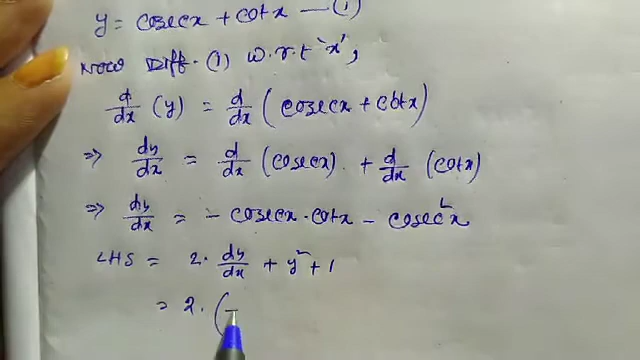 y = cosecx + cotx — (1)
Now Diff. (1) w.r.t 'x',
d/dx (y) = d/dx (cosecx + cotx)
⇒ dy/dx = d/dx (cosecx) + d/dx (cotx)
⇒ dy/dx = - cosecx · cotx - cosec²x
LHS = 2 · dy/dx + y² + 1
= 2 · (-